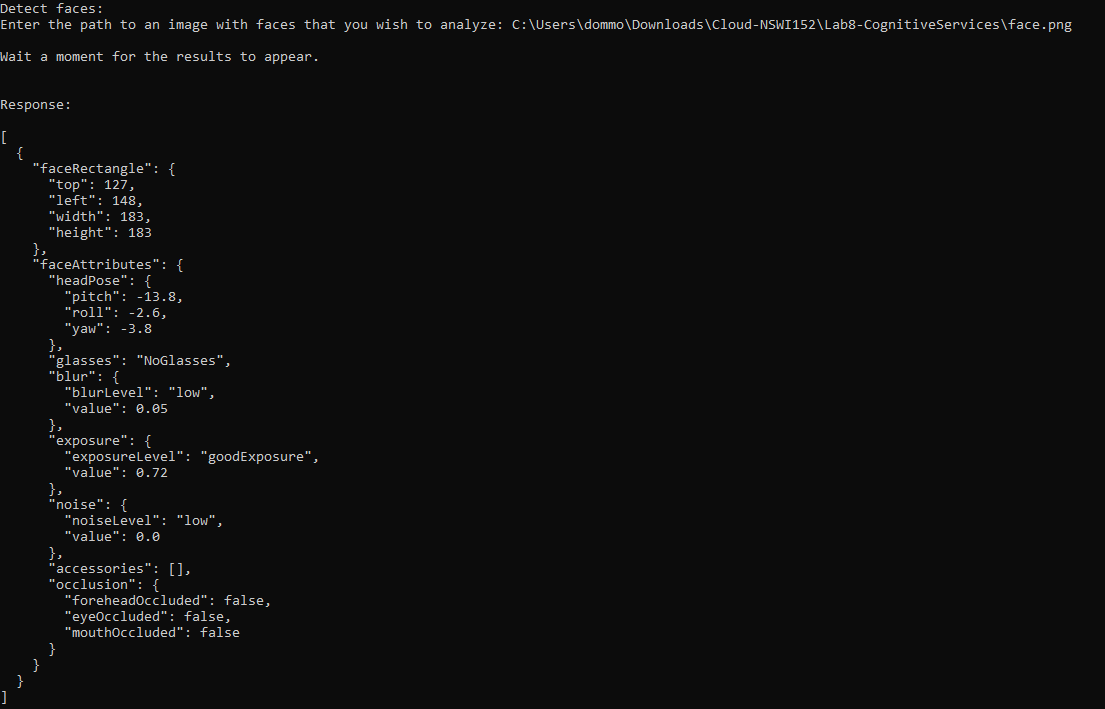 Detect faces:
Enter the path to an image with faces that you wish to analyze: C:\Users\dommo\Downloads\Cloud-NSWI152\Lab8-CognitiveServices\face.png
Wait a moment for the results to appear.
Response:
[
  {
    "faceRectangle": {
      "top": 127,
      "left": 148,
      "width": 183,
      "height": 183
    },
    "faceAttributes": {
      "headPose": {
        "pitch": -13.8,
        "roll": -2.6,
        "yaw": -3.8
      },
      "glasses": "NoGlasses",
      "blur": {
        "blurLevel": "low",
        "value": 0.05
      },
      "exposure": {
        "exposureLevel": "goodExposure",
        "value": 0.72
      },
      "noise": {
        "noiseLevel": "low",
        "value": 0.0
      },
      "accessories": [],
      "occlusion": {
        "foreheadOccluded": false,
        "eyeOccluded": false,
        "mouthOccluded": false
      }
    }
  }
]